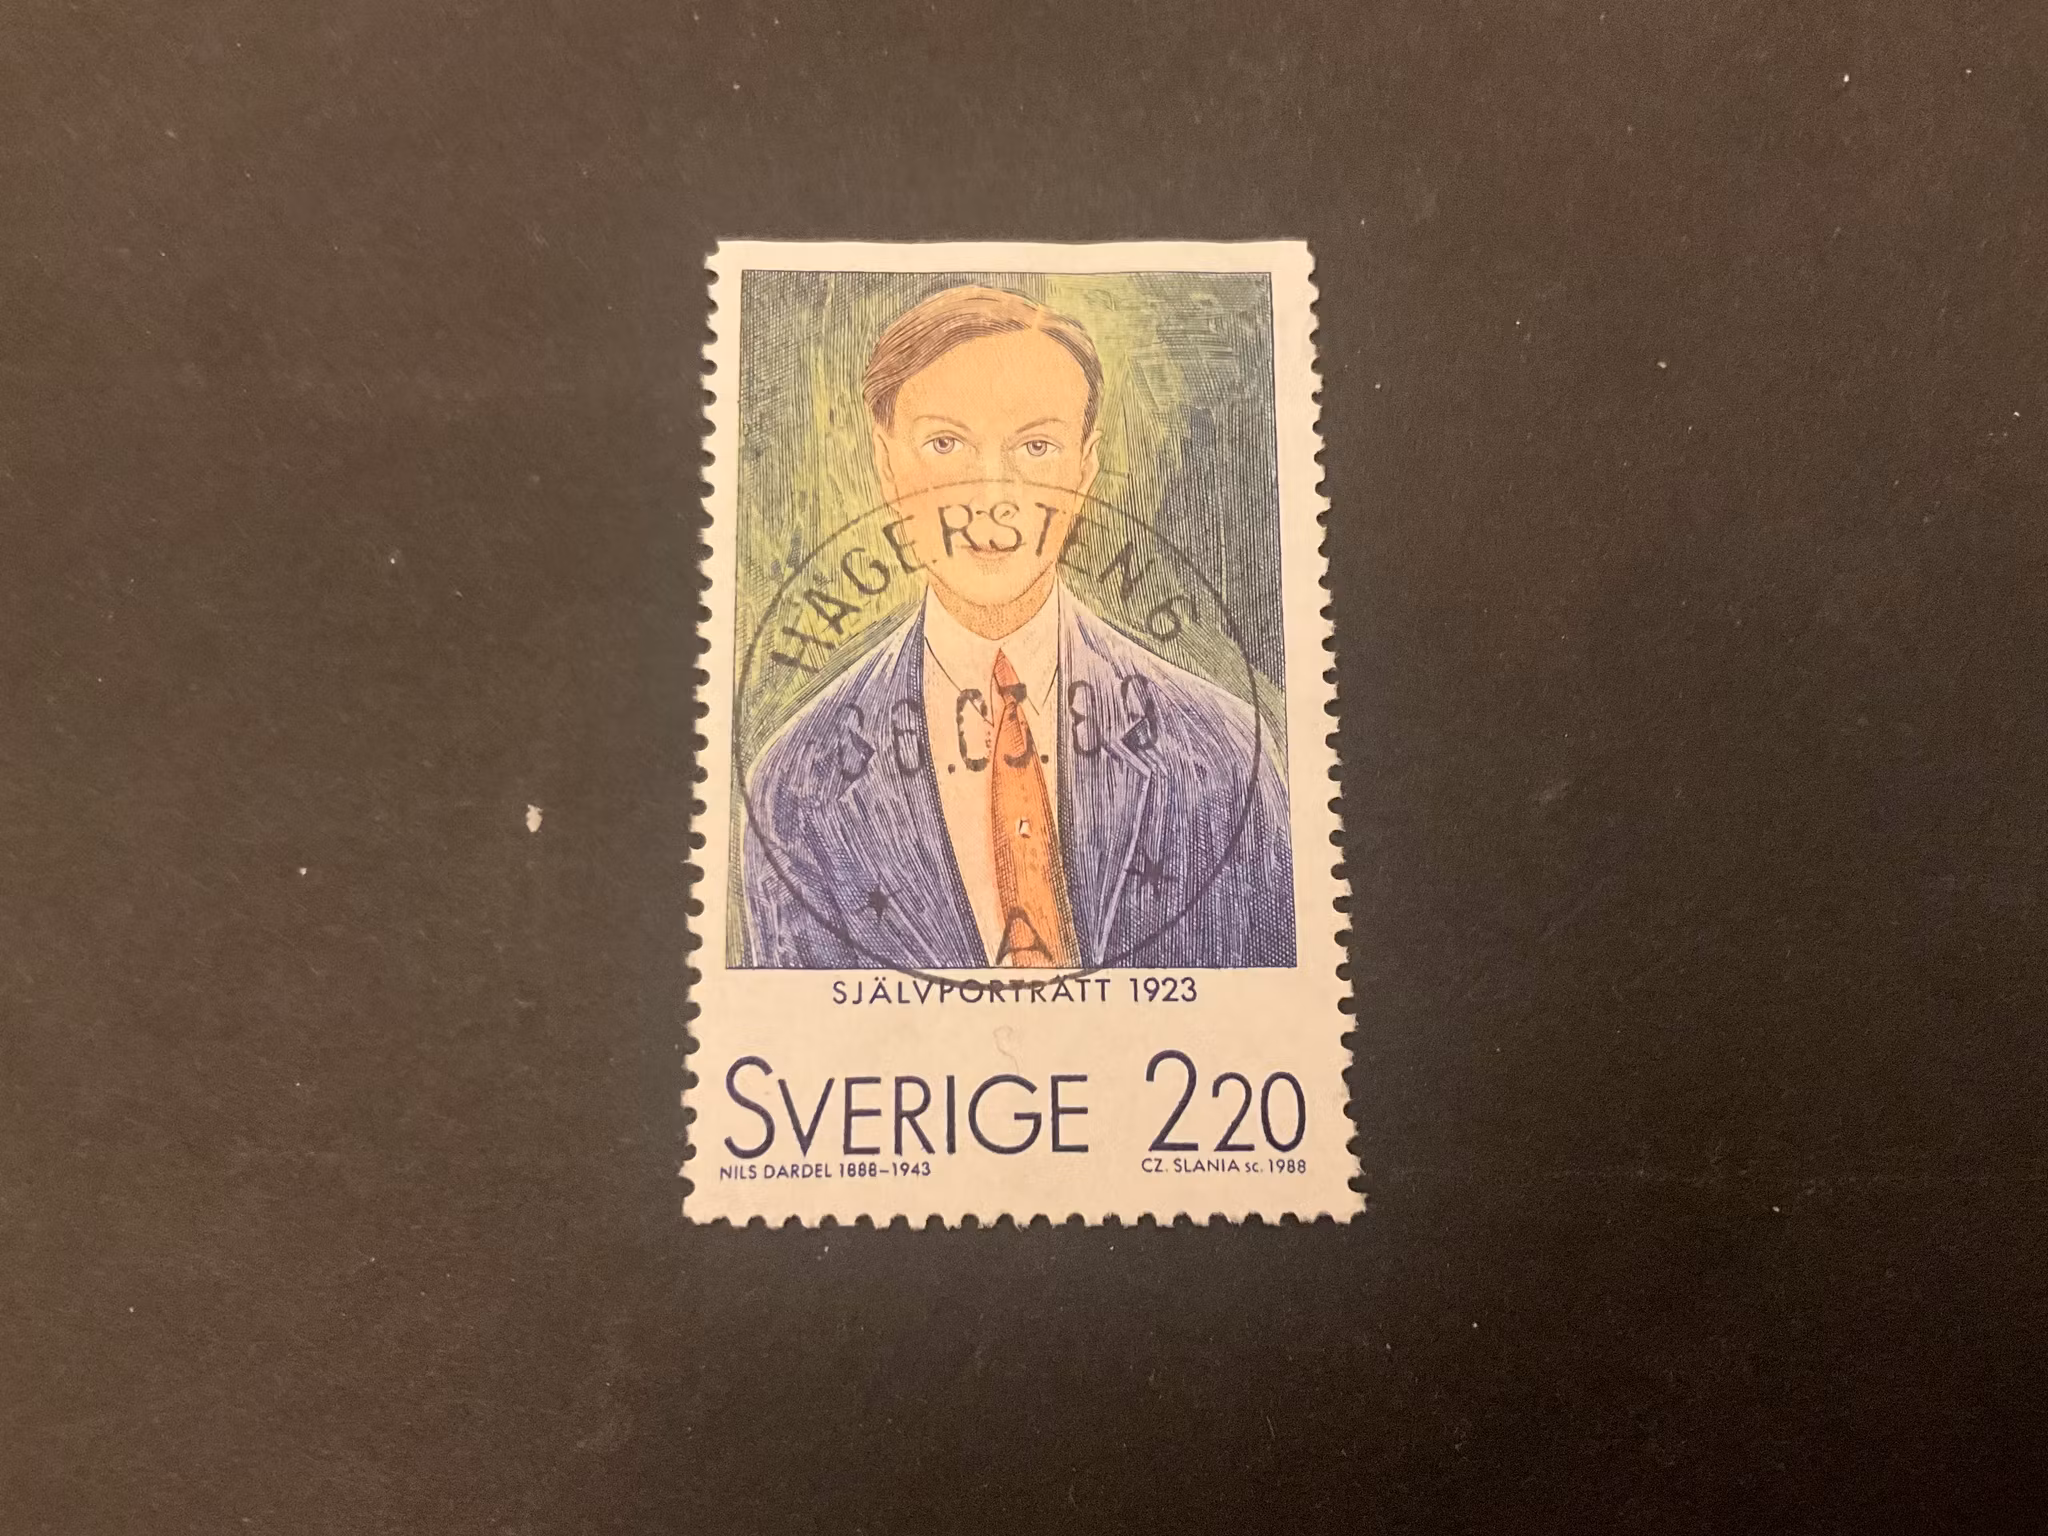 HÄGERSTEN 6
A
SJÄLVPORTRÄTT 1923
SVERIGE 220
NILS DARDEL 1888–1943 CZ. SLANIA sc. 1988